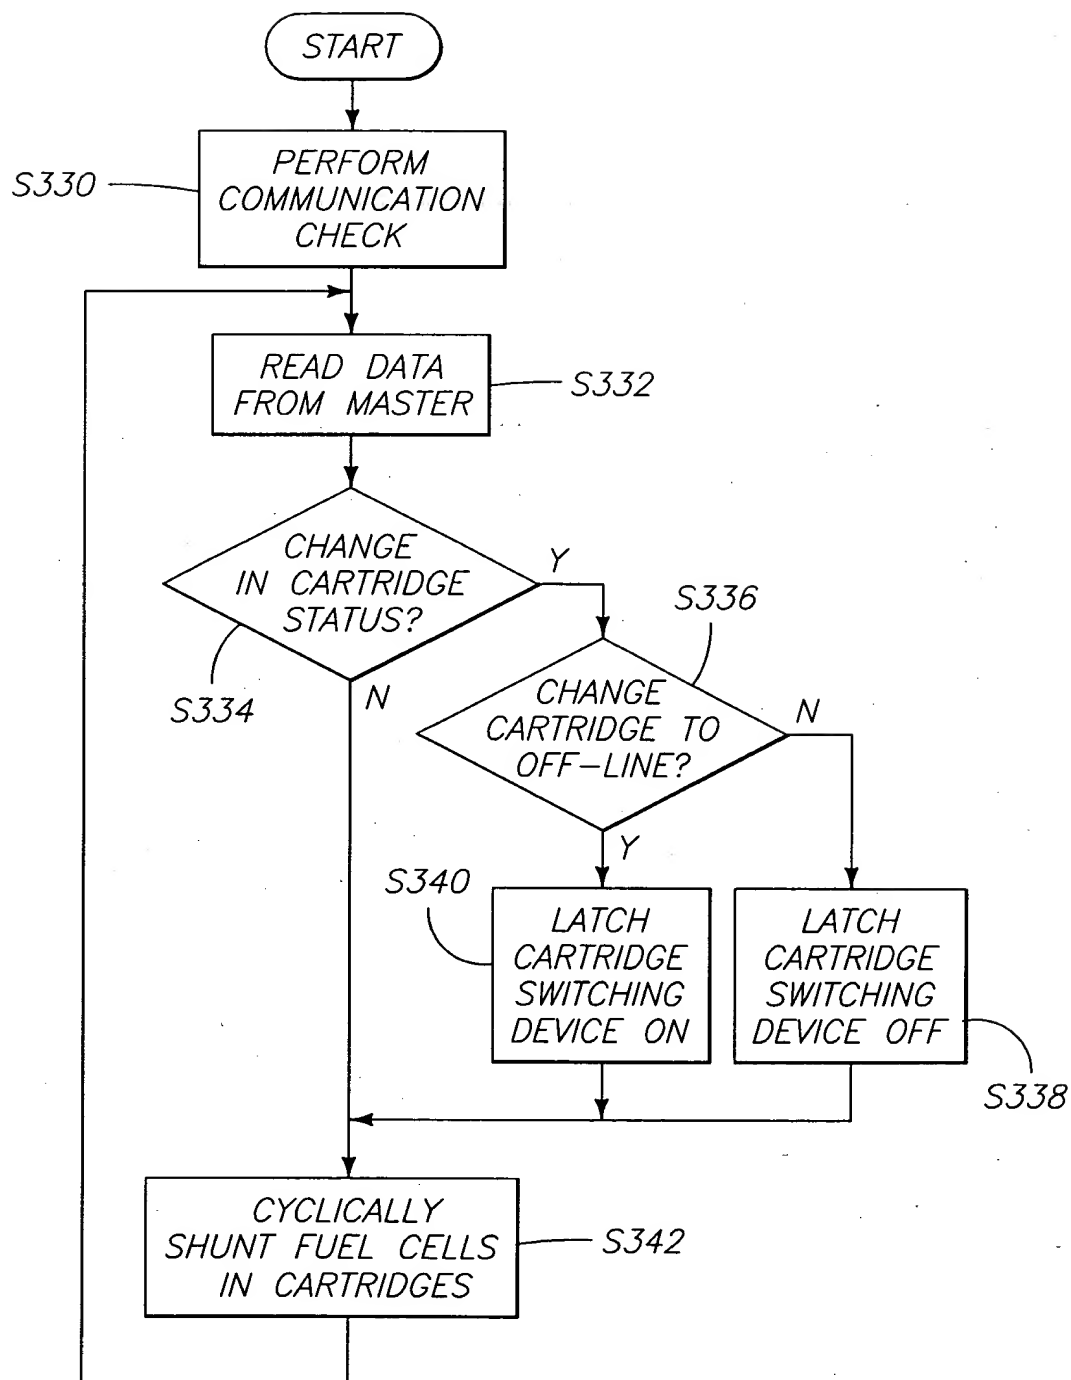 START
PERFORM
COMMUNICATION
CHECK
S330
READ DATA
FROM MASTER
S332
CHANGE
IN CARTRIDGE
STATUS?
Y
N
S334
S336
CHANGE
CARTRIDGE TO
OFF-LINE?
N
Y
S340
LATCH
CARTRIDGE
SWITCHING
DEVICE ON
LATCH
CARTRIDGE
SWITCHING
DEVICE OFF
S338
CYCLICALLY
SHUNT FUEL CELLS
IN CARTRIDGES
S342